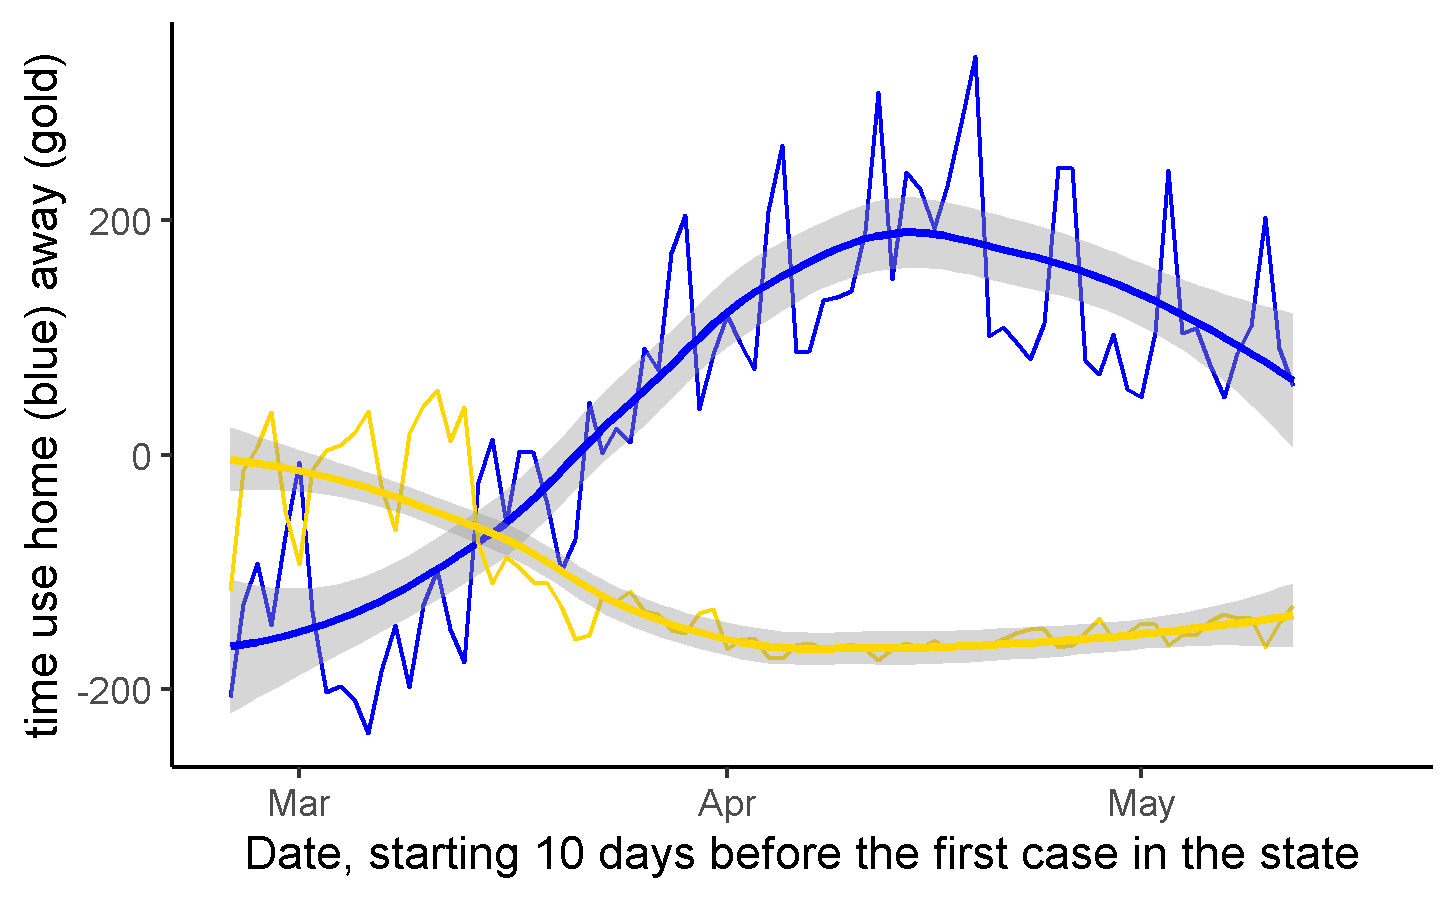 time use home (blue) away (gold)
200
0
-200
Mar
Apr
May
Date, starting 10 days before the first case in the state